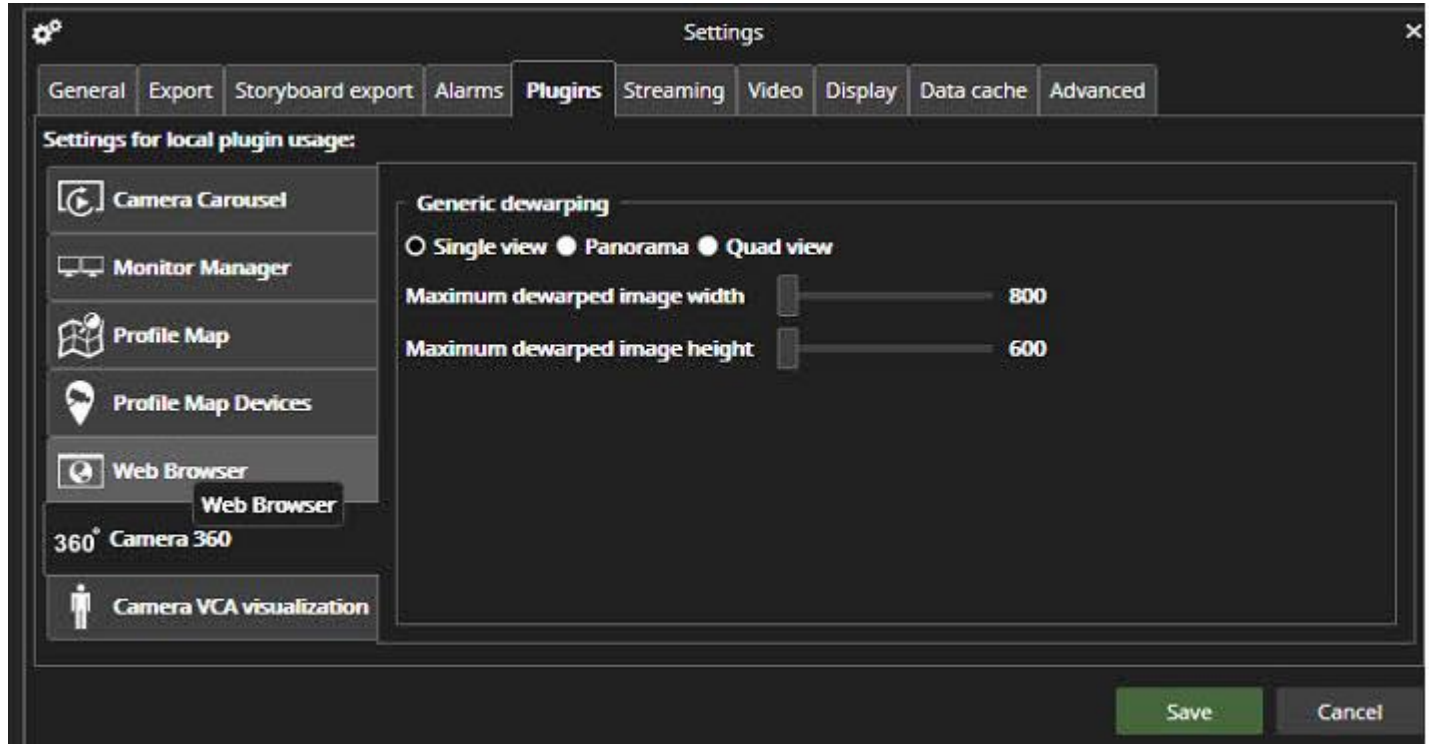 Settings
General Export Storyboard export Alarms Plugins Streaming Video Display Data cache Advanced
Settings for local plugin usage:
Camera Carousel
Monitor Manager
Profile Map
Profile Map Devices
Web Browser
Web Browser
360° Camera 360
Camera VCA visualization
Generic dewarping
Single view Panorama Quad view
Maximum dewarped image width 800
Maximum dewarped image height 600
Save Cancel